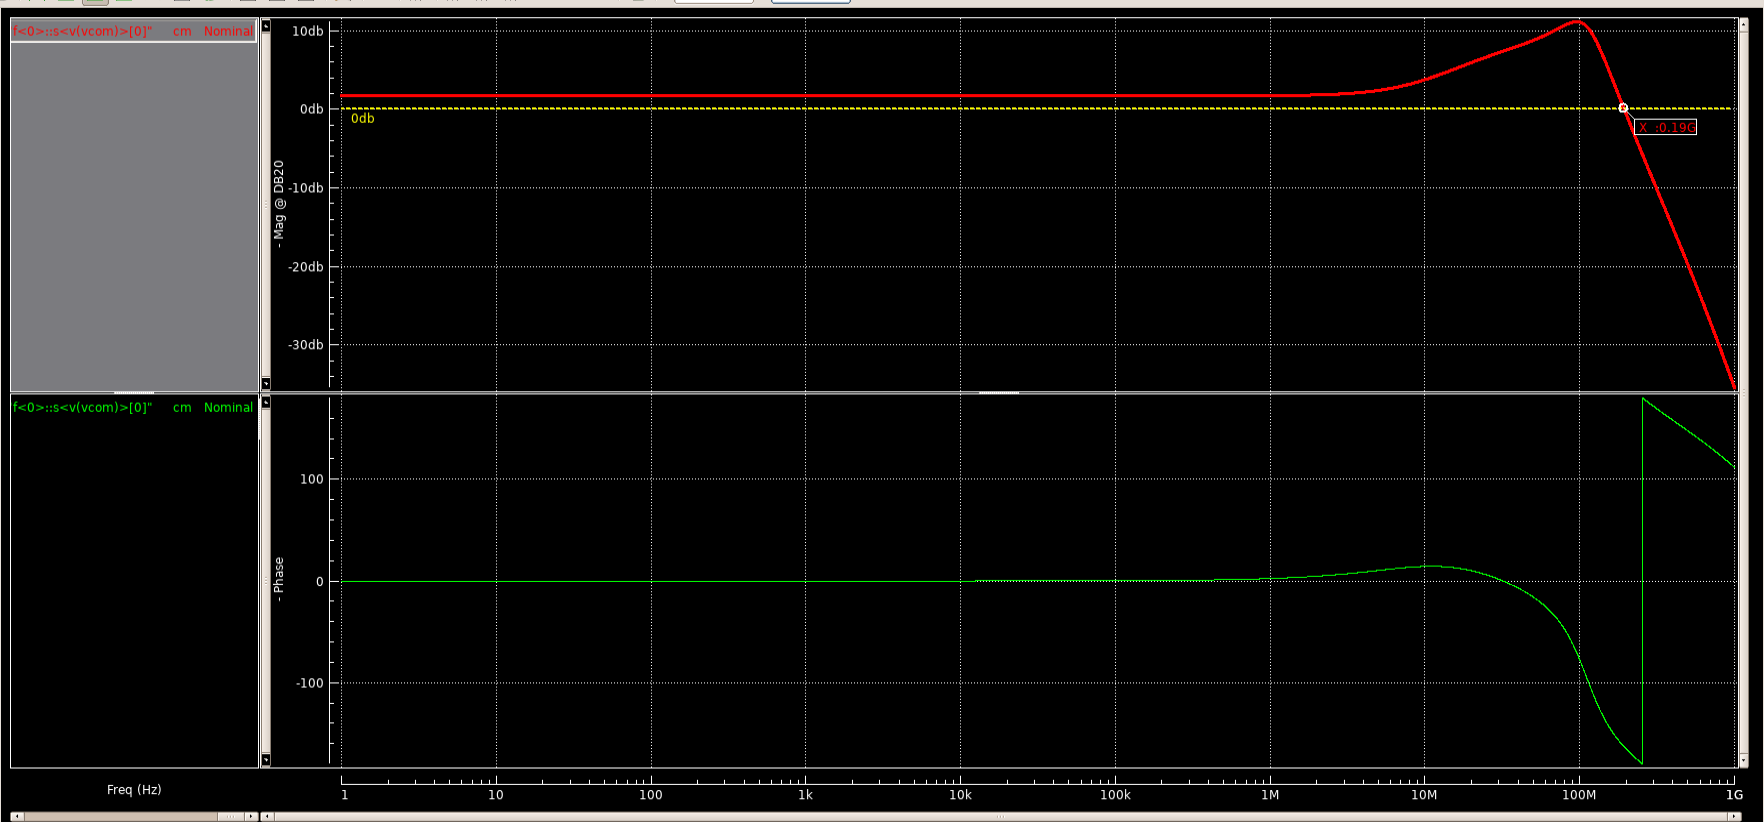 f<0>::s<v(vcom)>[0]" cm Nominal
10db
0db
-10db
-20db
-30db
- Mag @ DB20
0db
X :0.19G
f<0>::s<v(vcom)>[0]" cm Nominal
100
0
-100
- Phase
Freq (Hz)
1 10 100 1k 10k 100k 1M 10M 100M 1G